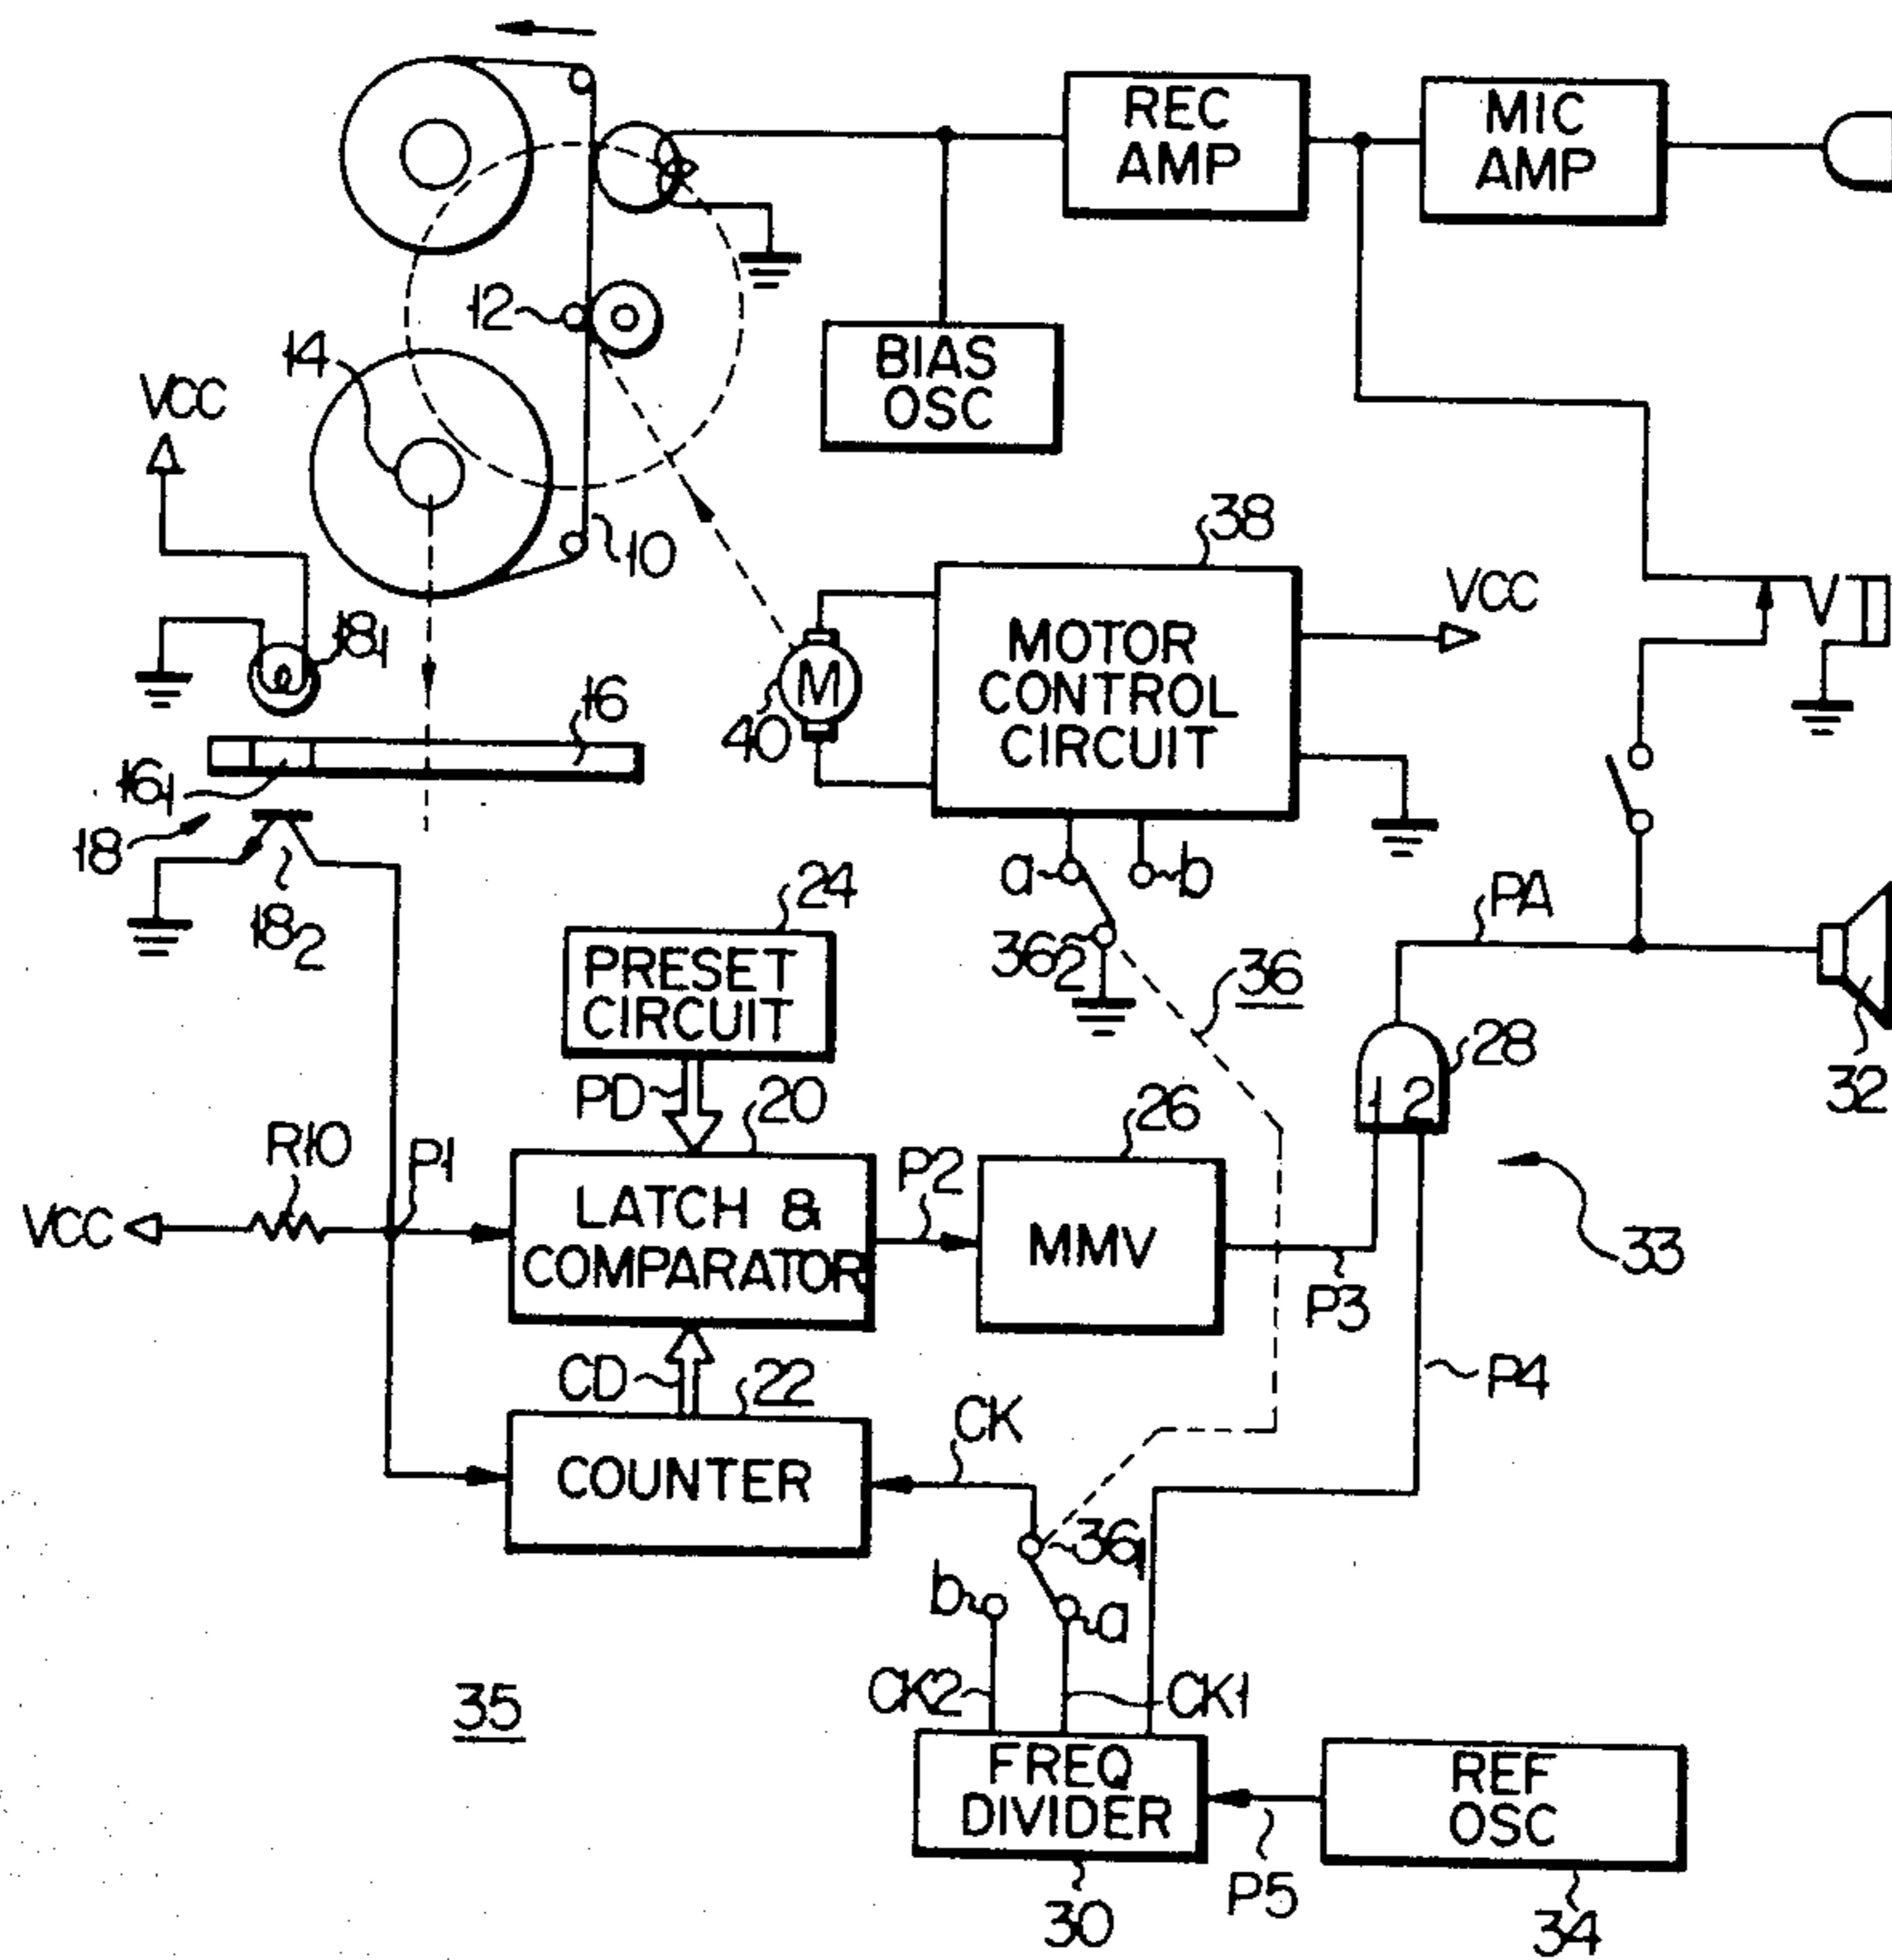 REC
AMP
MIC
AMP
12
14
BIAS
OSC
VCC
10
38
VCC
18₁
MOTOR
CONTROL
CIRCUIT
M
V
16
40
16₁
18
a
b
24
PA
18₂
PRESET
CIRCUIT
36₂
36
28
PD
20
26
1 2
32
R10
P1
P2
LATCH &
COMPARATOR
MMV
VCC
33
P3
CD
22
P4
CK
COUNTER
36₁
b
a
CK2
CK1
35
FREQ
DIVIDER
REF
OSC
P5
30
34